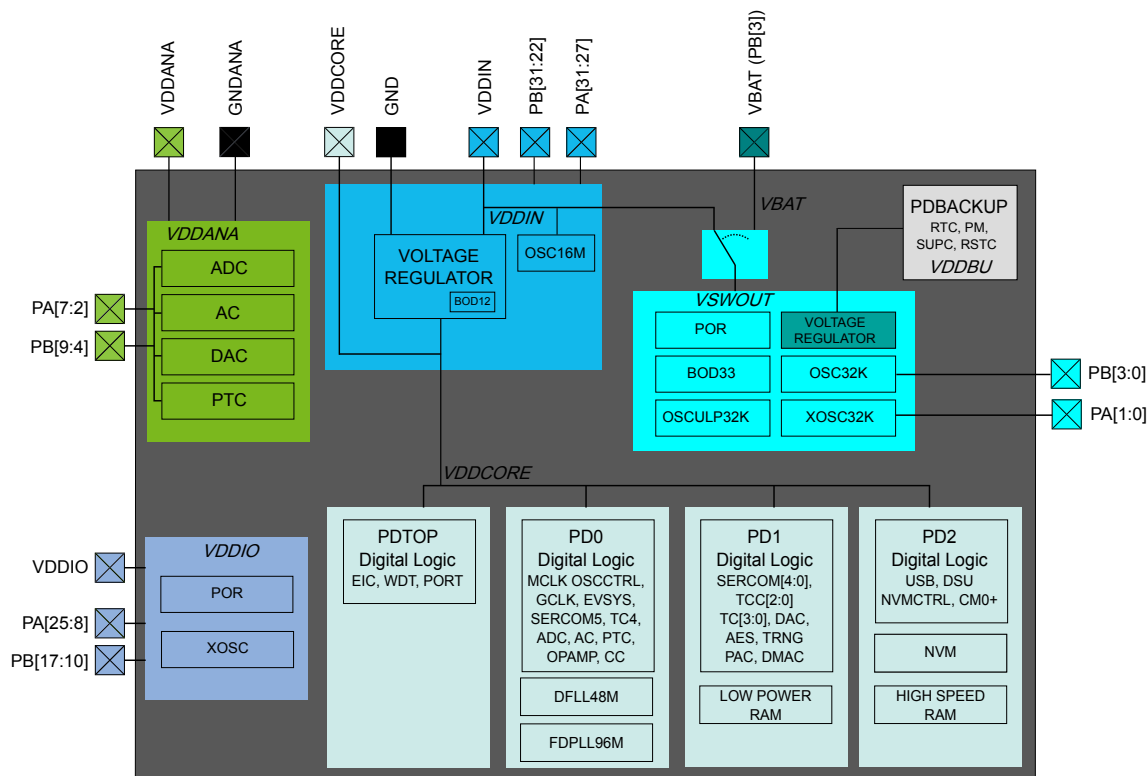 VDDANA
GNDANA
VDDCORE
GND
VDDIN
PB[31:22]
PA[31:27]
VBAT (PB[3])
VDDANA
ADC
AC
DAC
PTC
PA[7:2]
PB[9:4]
VDDIN
VOLTAGE
REGULATOR
BOD12
OSC16M
VBAT
PDBACKUP
RTC, PM,
SUPC, RSTC
VDDBU
VSWOUT
POR
VOLTAGE
REGULATOR
BOD33
OSC32K
OSCULP32K
XOSC32K
PB[3:0]
PA[1:0]
VDDCORE
VDDIO
VDDIO
POR
XOSC
PA[25:8]
PB[17:10]
PDTOP
Digital Logic
EIC, WDT, PORT
PD0
Digital Logic
MCLK OSCCTRL,
GCLK, EVSYS,
SERCOM5, TC4,
ADC, AC, PTC,
OPAMP, CC
DFLL48M
FDPLL96M
PD1
Digital Logic
SERCOM[4:0],
TCC[2:0]
TC[3:0], DAC,
AES, TRNG
PAC, DMAC
LOW POWER
RAM
PD2
Digital Logic
USB, DSU
NVMCTRL, CM0+
NVM
HIGH SPEED
RAM